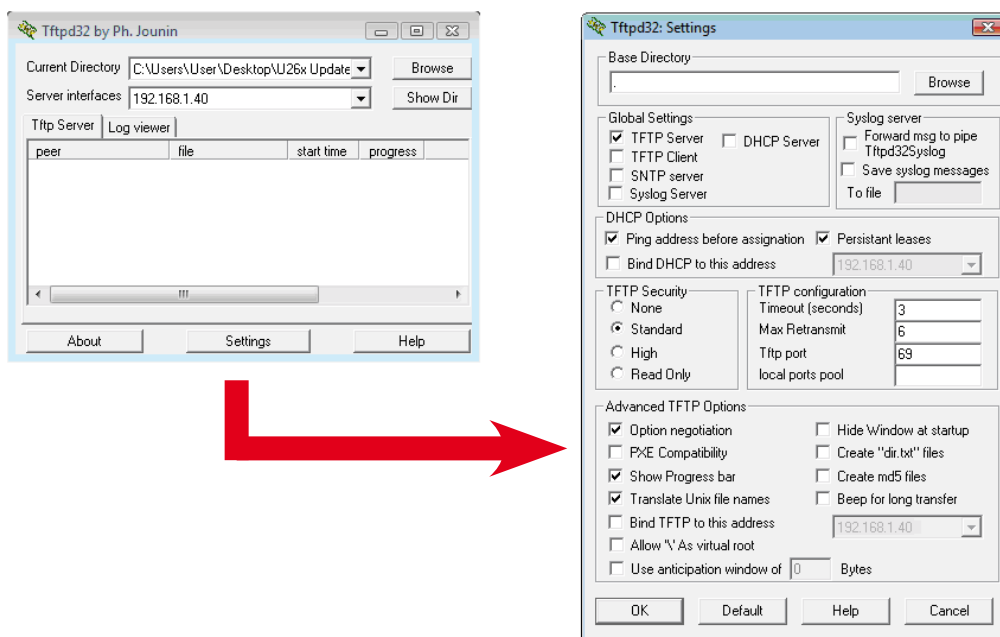 Tftpd32 by Ph. Jounin
Current Directory C:\Users\User\Desktop\U26x Update Browse
Server interfaces 192.168.1.40 Show Dir
Tftp Server Log viewer
peer file start time progress
About Settings Help
Tftpd32: Settings
Base Directory
. Browse
Global Settings
TFTP Server DHCP Server
TFTP Client
SNTP server
Syslog Server
Syslog server
Forward msg to pipe
Tftpd32Syslog
Save syslog messages
To file
DHCP Options
Ping address before assignation Persistant leases
Bind DHCP to this address 192.168.1.40
TFTP Security
None
Standard
High
Read Only
TFTP configuration
Timeout (seconds) 3
Max Retransmit 6
Tftp port 69
local ports pool
Advanced TFTP Options
Option negotiation Hide Window at startup
PXE Compatibility Create "dir.txt" files
Show Progress bar Create md5 files
Translate Unix file names Beep for long transfer
Bind TFTP to this address 192.168.1.40
Allow '\' As virtual root
Use anticipation window of 0 Bytes
OK Default Help Cancel